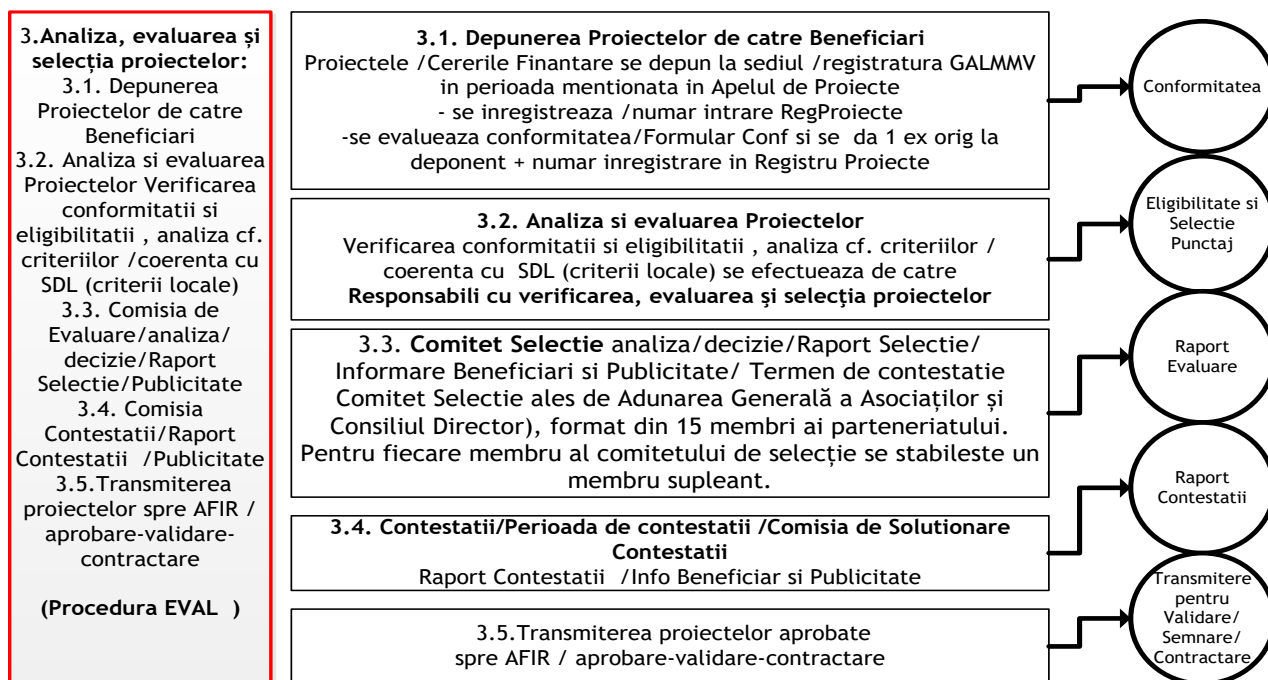 3.Analiza, evaluarea și
selecția proiectelor:
3.1. Depunerea
Proiectelor de catre
Beneficiari
3.2. Analiza si evaluarea
Proiectelor Verificarea
conformitatii si
eligibilitatii , analiza cf.
criteriilor /coerenta cu
SDL (criterii locale)
3.3. Comisia de
Evaluare/analiza/
decizie/Raport
Selectie/Publicitate
3.4. Comisia
Contestatii/Raport
Contestatii /Publicitate
3.5.Transmiterea
proiectelor spre AFIR /
aprobare-validare-
contractare
(Procedura EVAL )
3.1. Depunerea Proiectelor de catre Beneficiari
Proiectele /Cererile Finantare se depun la sediul /registratura GALMMV
in perioada mentionata in Apelul de Proiecte
- se inregistreaza /numar intrare RegProiecte
-se evalueaza conformitatea/Formular Conf si se da 1 ex orig la
deponent + numar inregistrare in Registru Proiecte
Conformitatea
3.2. Analiza si evaluarea Proiectelor
Verificarea conformitatii si eligibilitatii , analiza cf. criteriilor /
coerenta cu SDL (criterii locale) se efectueaza de catre
Responsabili cu verificarea, evaluarea şi selecţia proiectelor
Eligibilitate si
Selectie
Punctaj
3.3. Comitet Selectie analiza/decizie/Raport Selectie/
Informare Beneficiari si Publicitate/ Termen de contestatie
Comitet Selectie ales de Adunarea Generală a Asociaților și
Consiliul Director), format din 15 membri ai parteneriatului.
Pentru fiecare membru al comitetului de selecție se stabileste un
membru supleant.
Raport
Evaluare
3.4. Contestatii/Perioada de contestatii /Comisia de Solutionare
Contestatii
Raport Contestatii /Info Beneficiar si Publicitate
Raport
Contestatii
3.5.Transmiterea proiectelor aprobate
spre AFIR / aprobare-validare-contractare
Transmitere
pentru
Validare/
Semnare/
Contractare